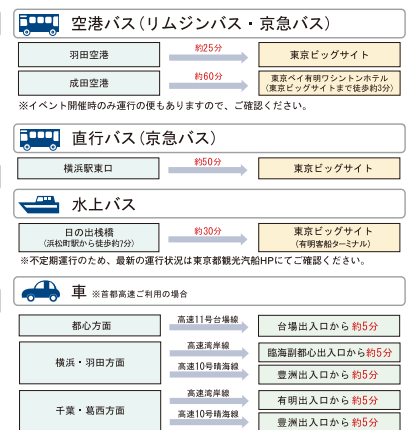 空港バス(リムジンバス・京急バス)
羽田空港
約25分
東京ビッグサイト
成田空港
約60分
東京ベイ有明ワシントンホテル
(東京ビッグサイトまで徒歩約3分)
※イベント開催時のみ運行の便もありますので、ご確認ください。
直行バス(京急バス)
横浜駅東口
約50分
東京ビッグサイト
水上バス
日の出桟橋
(浜松町駅から徒歩約7分)
約30分
東京ビッグサイト
(有明客船ターミナル)
※不定期運行のため、最新の運行状況は東京都観光汽船HPにてご確認ください。
車 ※首都高速ご利用の場合
都心方面
高速11号台場線
台場出入口から 約5分
横浜・羽田方面
高速湾岸線
臨海副都心出入口から約5分
高速10号晴海線
豊洲出入口から 約5分
千葉・葛西方面
高速湾岸線
有明出入口から 約5分
高速10号晴海線
豊洲出入口から 約5分